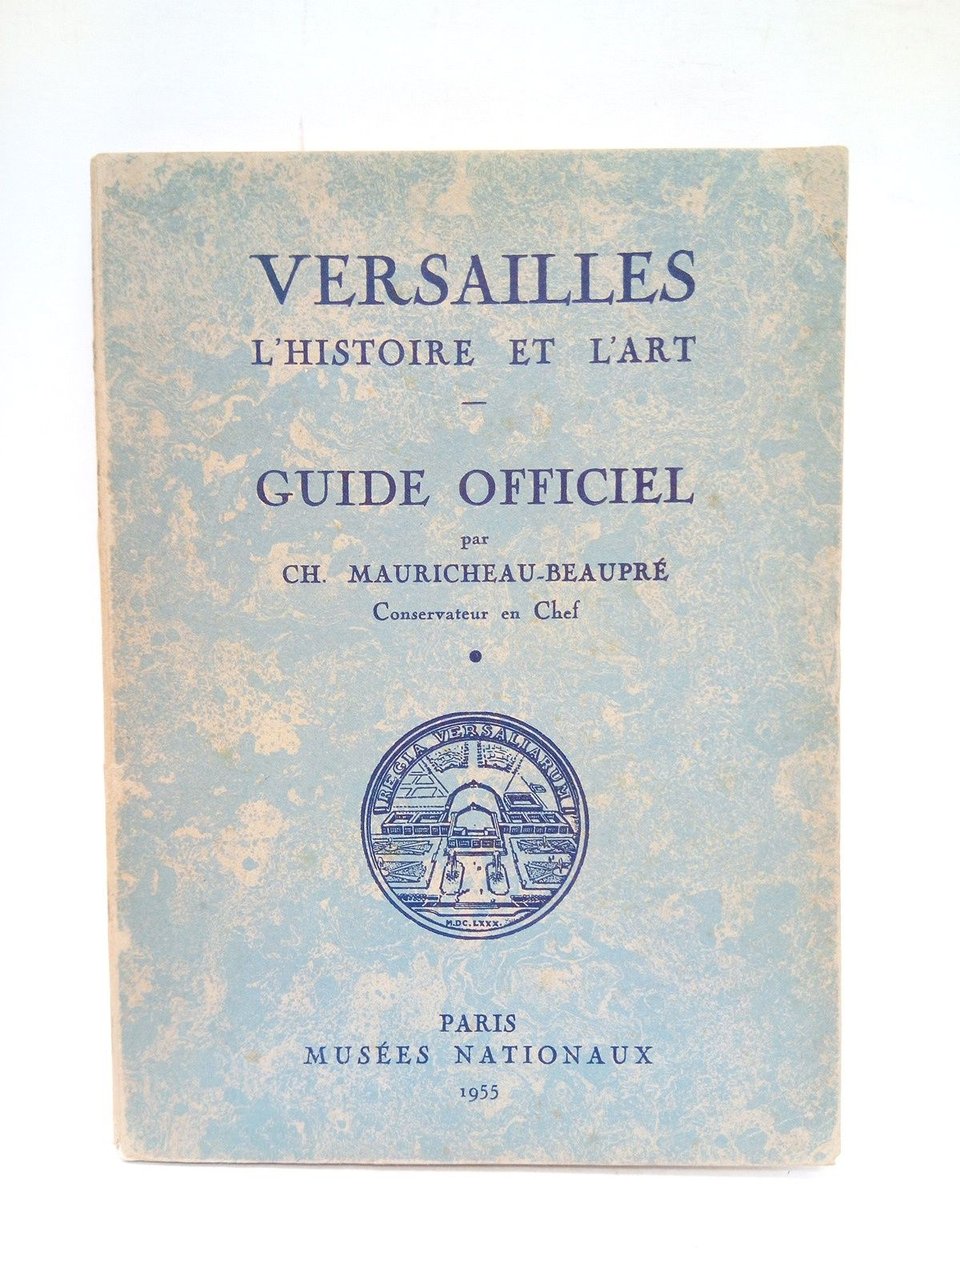 VERSAILLES
L'HISTOIRE ET L'ART
—
GUIDE OFFICIEL
par
CH. MAURICHEAU-BEAUPRÉ
Conservateur en Chef
REGIA VERSALIARUM
M.DC.LXXX.
PARIS
MUSÉES NATIONAUX
1955